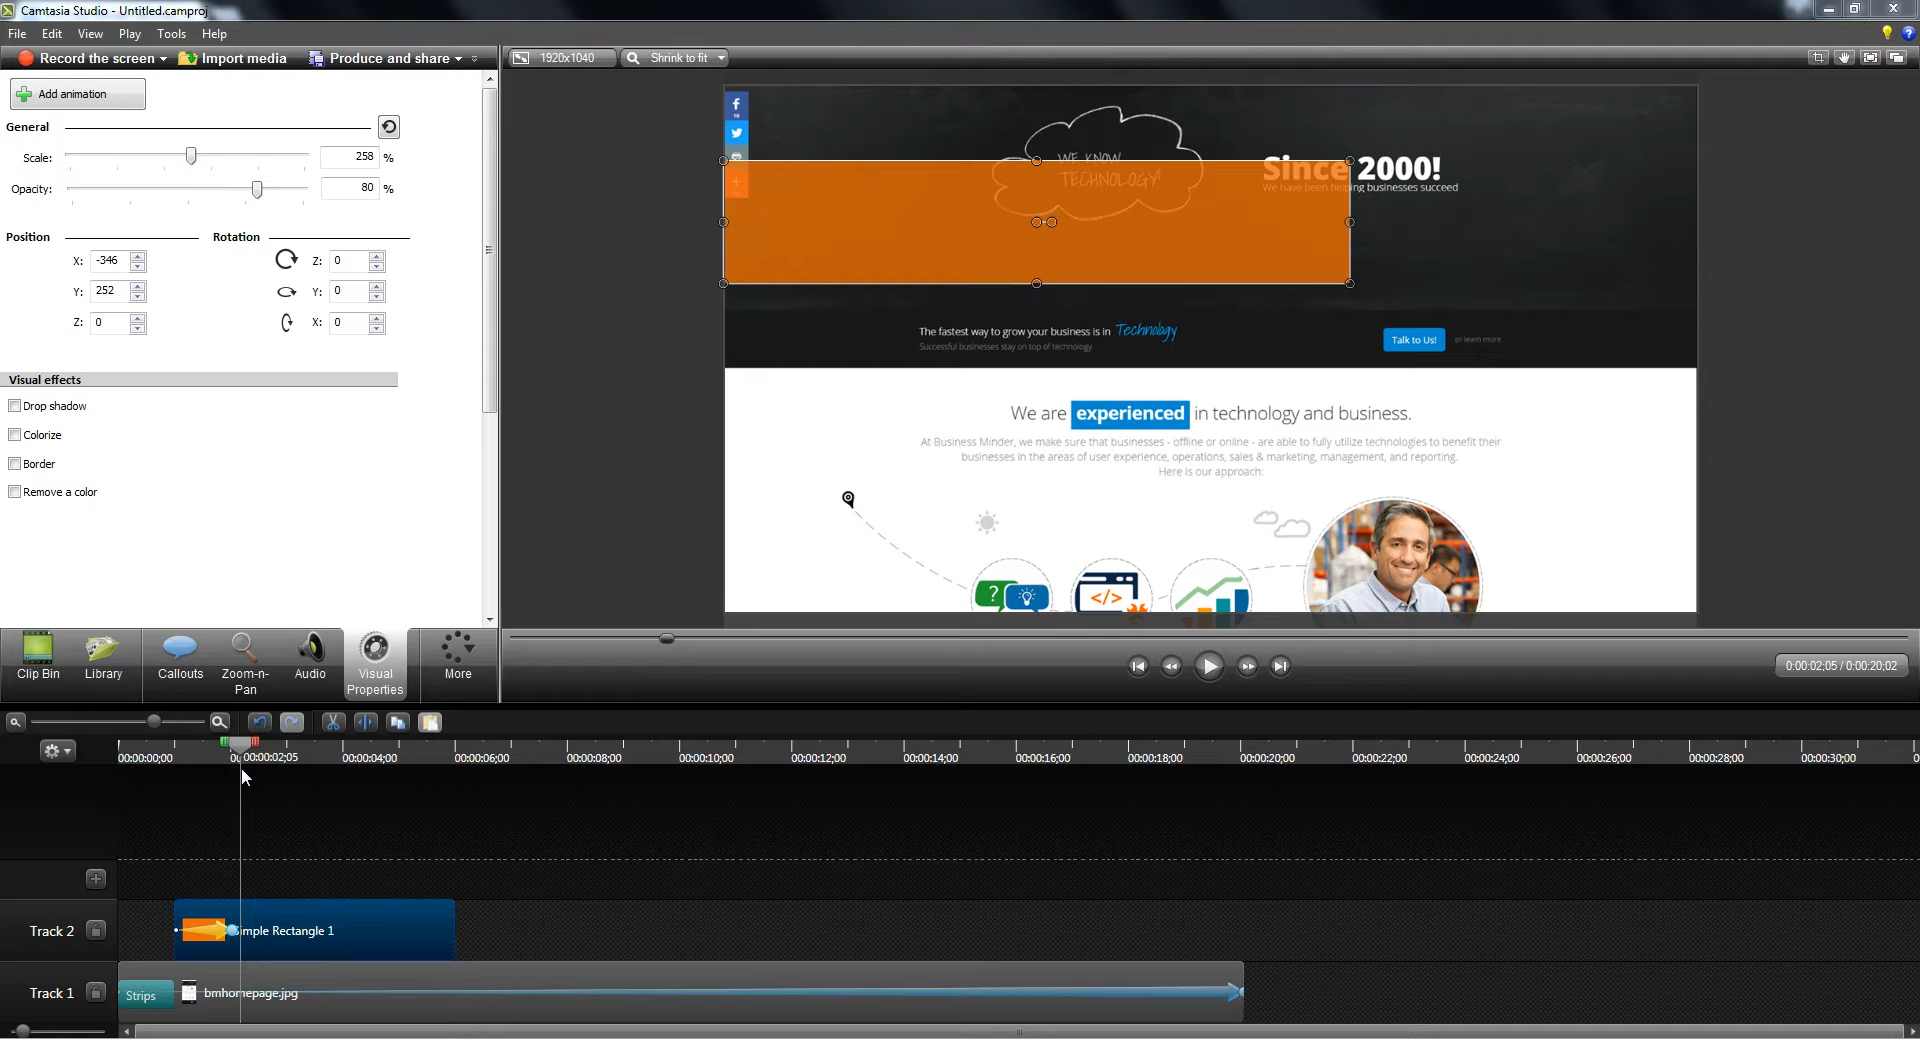 Camtasia Studio - Untitled.camproj
File Edit View Play Tools Help
Record the screen Import media Produce and share
1920x1040 Shrink to fit
Add animation
General
Scale: 258 %
Opacity: 80 %
Position Rotation
X: -346 Z: 0
Y: 252 Y: 0
Z: 0 X: 0
Visual effects
Drop shadow
Colorize
Border
Remove a color
WE KNOW
TECHNOLOGY!
Since 2000!
We have been helping businesses succeed
The fastest way to grow your business is in Technology
Successful businesses stay on top of technology.
Talk to Us! or learn more.
We are experienced in technology and business.
At Business Minder, we make sure that businesses - offline or online - are able to fully utilize technologies to benefit their
businesses in the areas of user experience, operations, sales & marketing, management, and reporting.
Here is our approach:
Clip Bin Library Callouts Zoom-n-Pan Audio Visual Properties More
0:00:02;05 / 0:00:20;02
00:00:00;00 00:00:02;05 00:00:04;00 00:00:06;00 00:00:08;00 00:00:10;00 00:00:12;00 00:00:14;00 00:00:16;00 00:00:18;00 00:00:20;00 00:00:22;00 00:00:24;00 00:00:26;00 00:00:28;00 00:00:30;00
Track 2 Simple Rectangle 1
Track 1 Strips bmhomepage.jpg